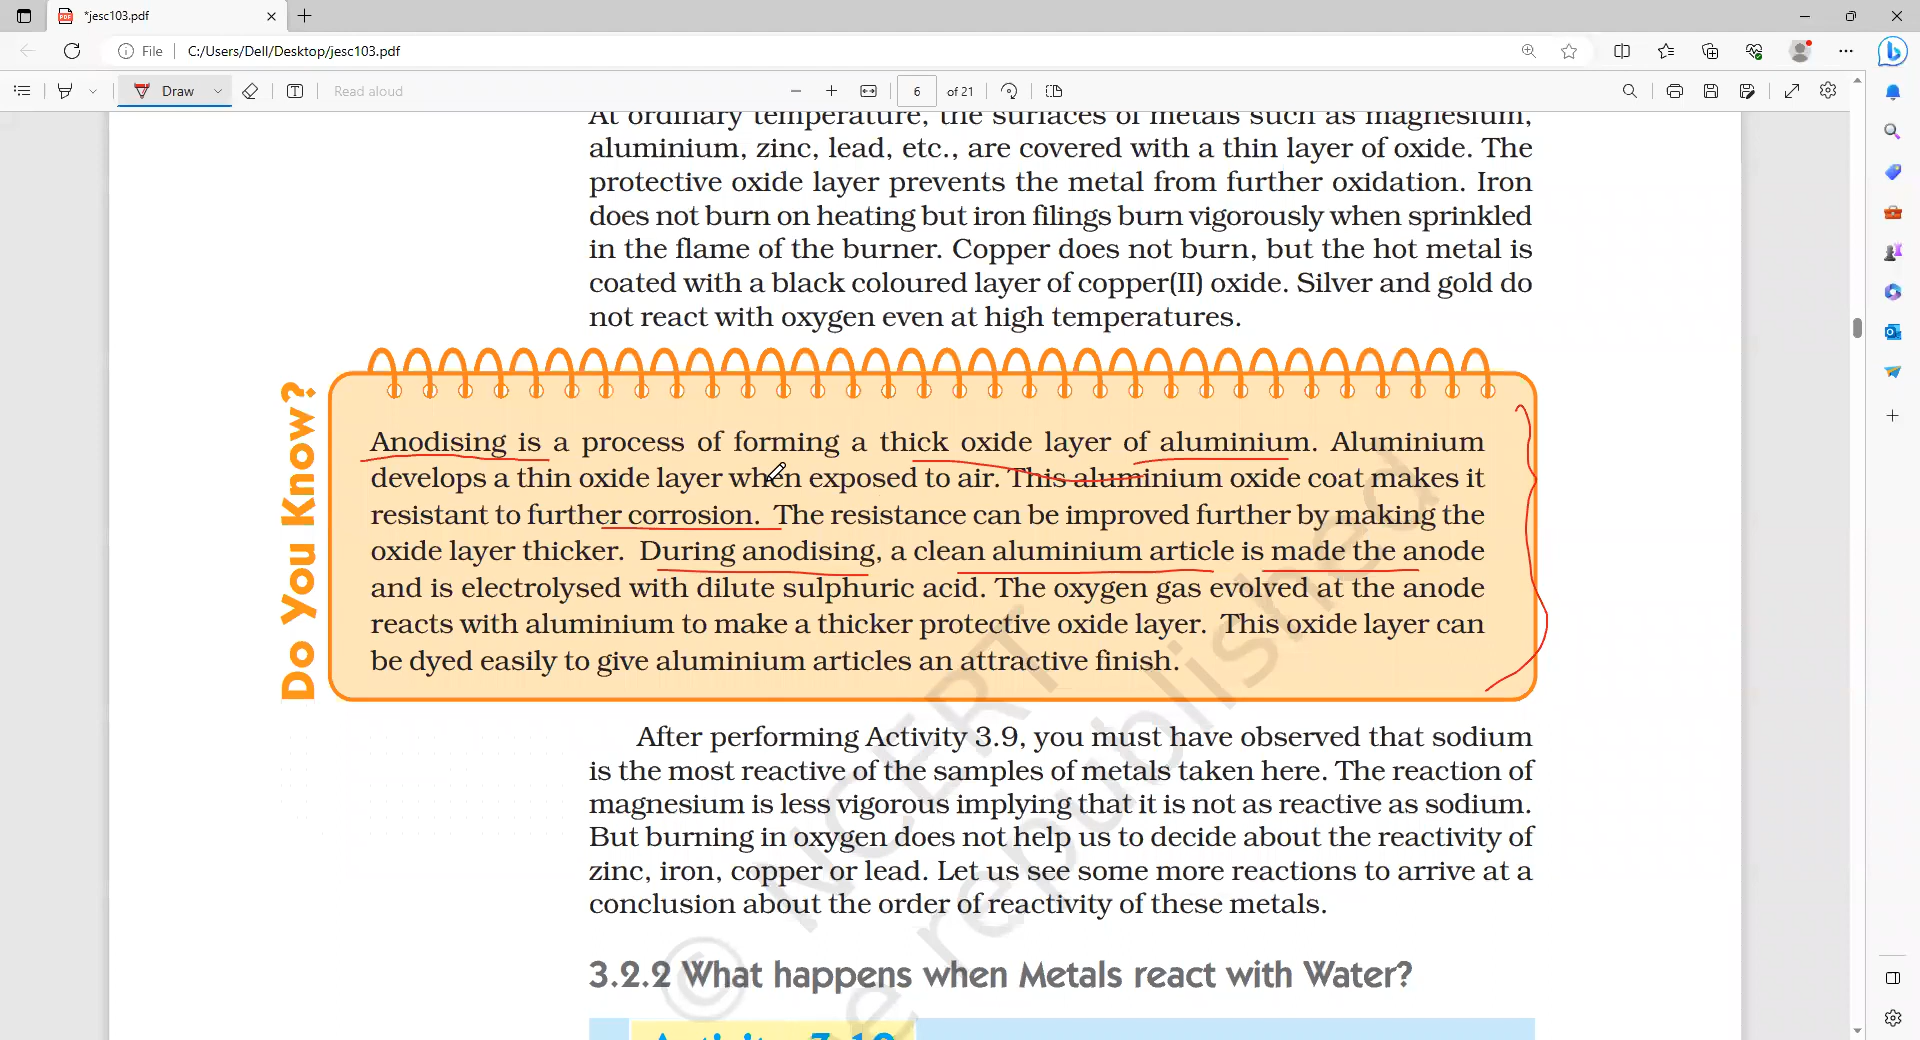 *jesc103.pdf
File
C:/Users/Dell/Desktop/jesc103.pdf
Draw
Read aloud
6
of 21
At ordinary temperature, the surfaces of metals such as magnesium,
aluminium, zinc, lead, etc., are covered with a thin layer of oxide. The
protective oxide layer prevents the metal from further oxidation. Iron
does not burn on heating but iron filings burn vigorously when sprinkled
in the flame of the burner. Copper does not burn, but the hot metal is
coated with a black coloured layer of copper(II) oxide. Silver and gold do
not react with oxygen even at high temperatures.
Do You Know?
Anodising is a process of forming a thick oxide layer of aluminium. Aluminium
develops a thin oxide layer when exposed to air. This aluminium oxide coat makes it
resistant to further corrosion. The resistance can be improved further by making the
oxide layer thicker. During anodising, a clean aluminium article is made the anode
and is electrolysed with dilute sulphuric acid. The oxygen gas evolved at the anode
reacts with aluminium to make a thicker protective oxide layer. This oxide layer can
be dyed easily to give aluminium articles an attractive finish.
After performing Activity 3.9, you must have observed that sodium
is the most reactive of the samples of metals taken here. The reaction of
magnesium is less vigorous implying that it is not as reactive as sodium.
But burning in oxygen does not help us to decide about the reactivity of
zinc, iron, copper or lead. Let us see some more reactions to arrive at a
conclusion about the order of reactivity of these metals.
3.2.2 What happens when Metals react with Water?
Activity 3.10
© NCERT
e republished